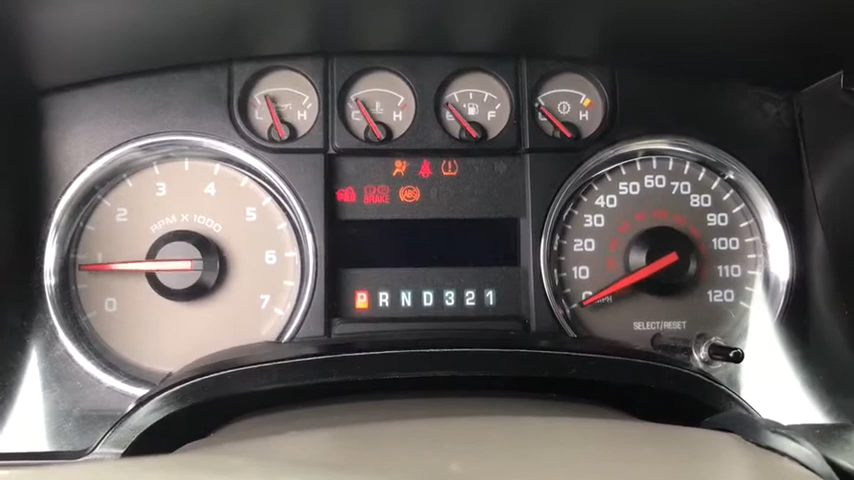 L H
C H
E F
H
0 1 2 3 4 5 6 7
RPM X 1000
BRAKE
ABS
P R N D 3 2 1
0 10 20 30 40 50 60 70 80 90 100 110 120
MPH
SELECT/RESET